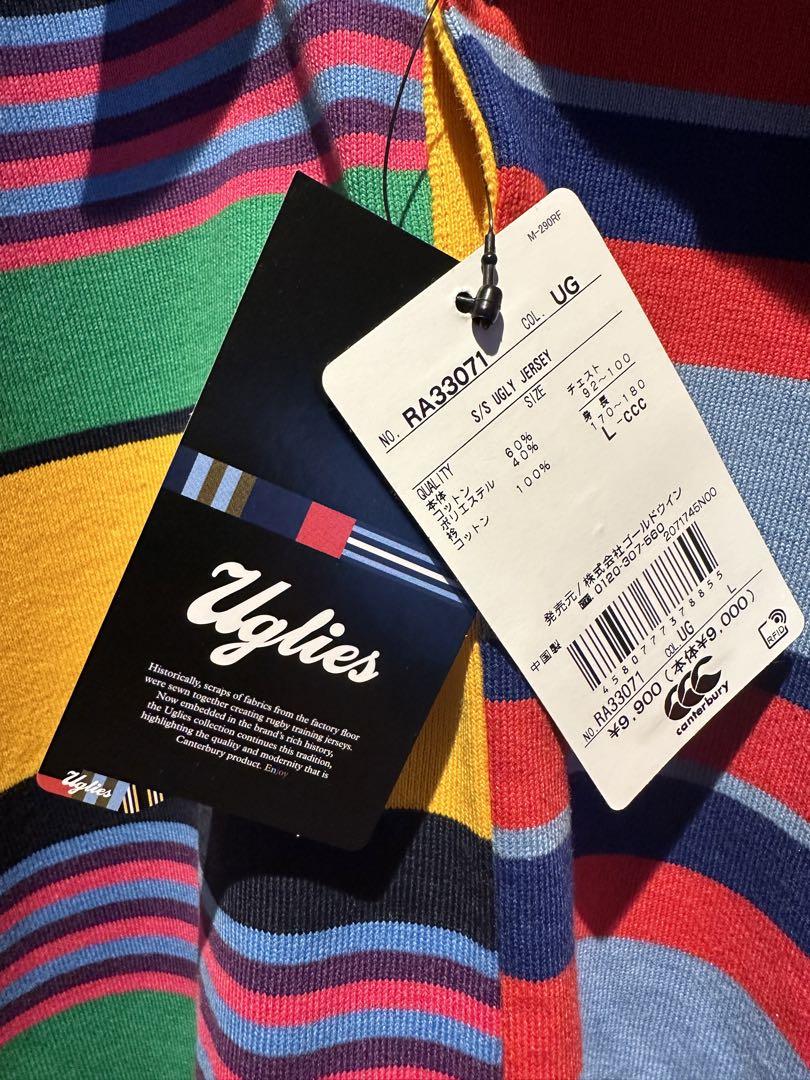 Uglies
Historically, scraps of fabrics from the factory floor
were sewn together creating rugby training jerseys.
Now embedded in the brand's rich history,
the Uglies collection continues this tradition,
highlighting the quality and modernity that is
Canterbury product. Enjoy
Uglies
M-290RF
NO. RA33071 COL. UG
S/S UGLY JERSEY
QUALITY SIZE
本体 チェスト
コットン 60% 92~100
ポリエステル 40% 身長
衿 170~180
コットン 100% L-CCC
発売元/株式会社ゴールドウイン
0120-307-560 2071745N00
中国製
4580777378855
NO. RA33071 COL. UG L
¥9,900 (本体¥9,000)
canterbury
RFID